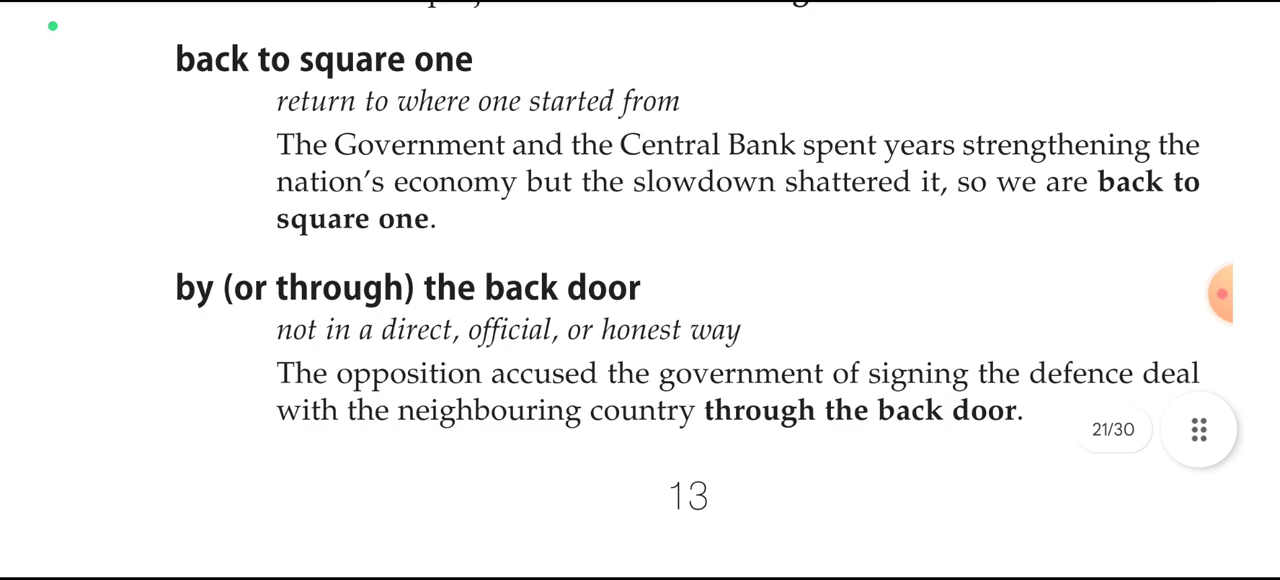 back to square one
return to where one started from
The Government and the Central Bank spent years strengthening the
nation's economy but the slowdown shattered it, so we are back to
square one.
by (or through) the back door
not in a direct, official, or honest way
The opposition accused the government of signing the defence deal
with the neighbouring country through the back door.
21/30
13